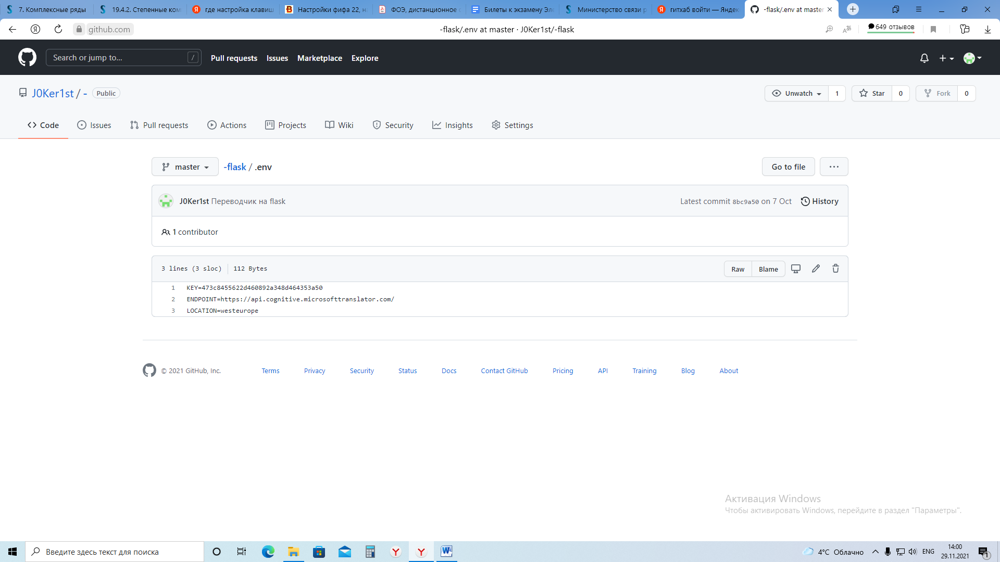 7. Комплексные ряды
19.4.2. Степенные ком
где настройка клавиш
Настройки фифа 22, н
ФОЭ, дистанционное
Билеты к экзамену Эле
Министерство связи р
гитхаб войти — Яндек
-flask/.env at master
github.com
-flask/.env at master · J0Ker1st/-flask
649 отзывов
Search or jump to... /
Pull requests Issues Marketplace Explore
J0Ker1st / - Public
Unwatch 1 Star 0 Fork 0
Code Issues Pull requests Actions Projects Wiki Security Insights Settings
master -flask / .env Go to file
J0Ker1st Переводчик на flask Latest commit 8bc9a50 on 7 Oct History
1 contributor
3 lines (3 sloc) 112 Bytes Raw Blame
1 KEY=473c8455622d460892a348d464353a50
2 ENDPOINT=https://api.cognitive.microsofttranslator.com/
3 LOCATION=westeurope
© 2021 GitHub, Inc. Terms Privacy Security Status Docs Contact GitHub Pricing API Training Blog About
Активация Windows
Чтобы активировать Windows, перейдите в раздел "Параметры".
Введите здесь текст для поиска
4°C Облачно
ENG
14:00
29.11.2021
1